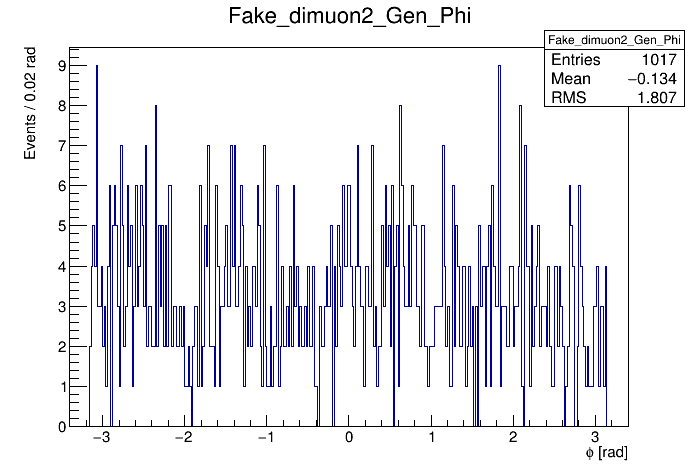 Fake_dimuon2_Gen_Phi
Fake_dimuon2_Gen_Phi
Entries 1017
Mean −0.134
RMS 1.807
Events / 0.02 rad
9
8
7
6
5
4
3
2
1
0
−3 −2 −1 0 1 2 3
ϕ [rad]